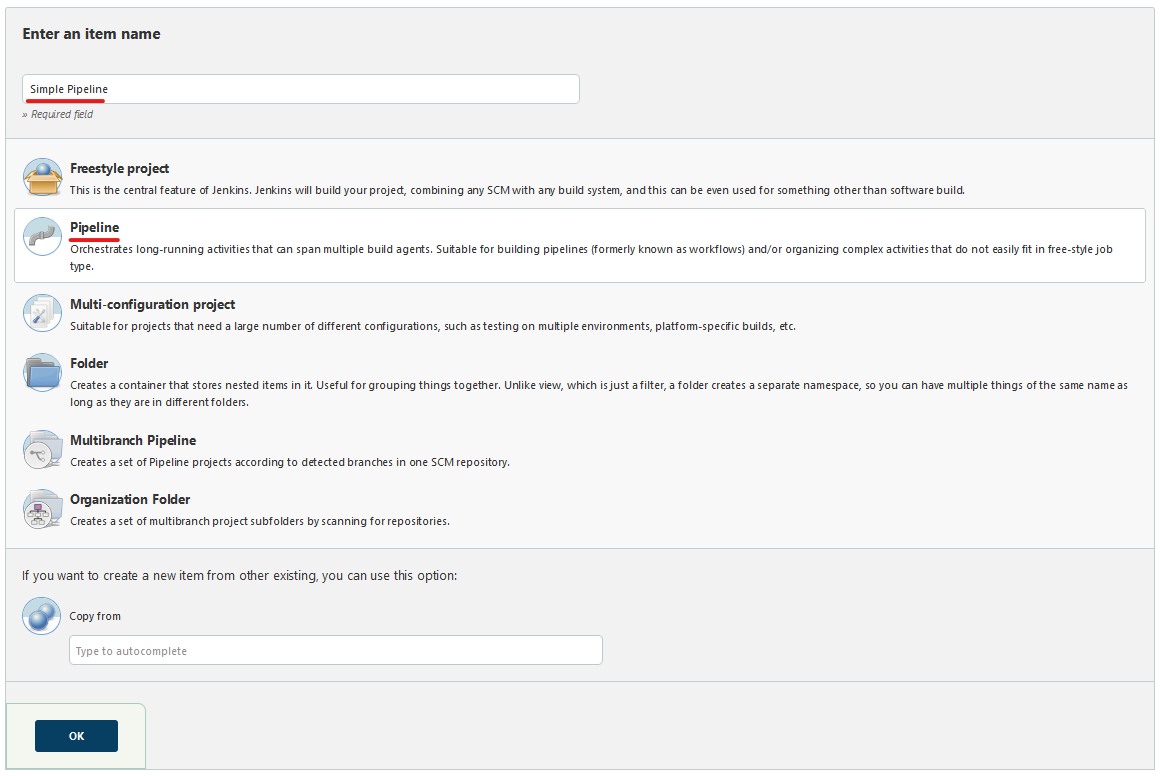 Enter an item name
Simple Pipeline
» Required field
Freestyle project
This is the central feature of Jenkins. Jenkins will build your project, combining any SCM with any build system, and this can be even used for something other than software build.
Pipeline
Orchestrates long-running activities that can span multiple build agents. Suitable for building pipelines (formerly known as workflows) and/or organizing complex activities that do not easily fit in free-style job
type.
Multi-configuration project
Suitable for projects that need a large number of different configurations, such as testing on multiple environments, platform-specific builds, etc.
Folder
Creates a container that stores nested items in it. Useful for grouping things together. Unlike view, which is just a filter, a folder creates a separate namespace, so you can have multiple things of the same name as
long as they are in different folders.
Multibranch Pipeline
Creates a set of Pipeline projects according to detected branches in one SCM repository.
Organization Folder
Creates a set of multibranch project subfolders by scanning for repositories.
If you want to create a new item from other existing, you can use this option:
Copy from
Type to autocomplete
OK